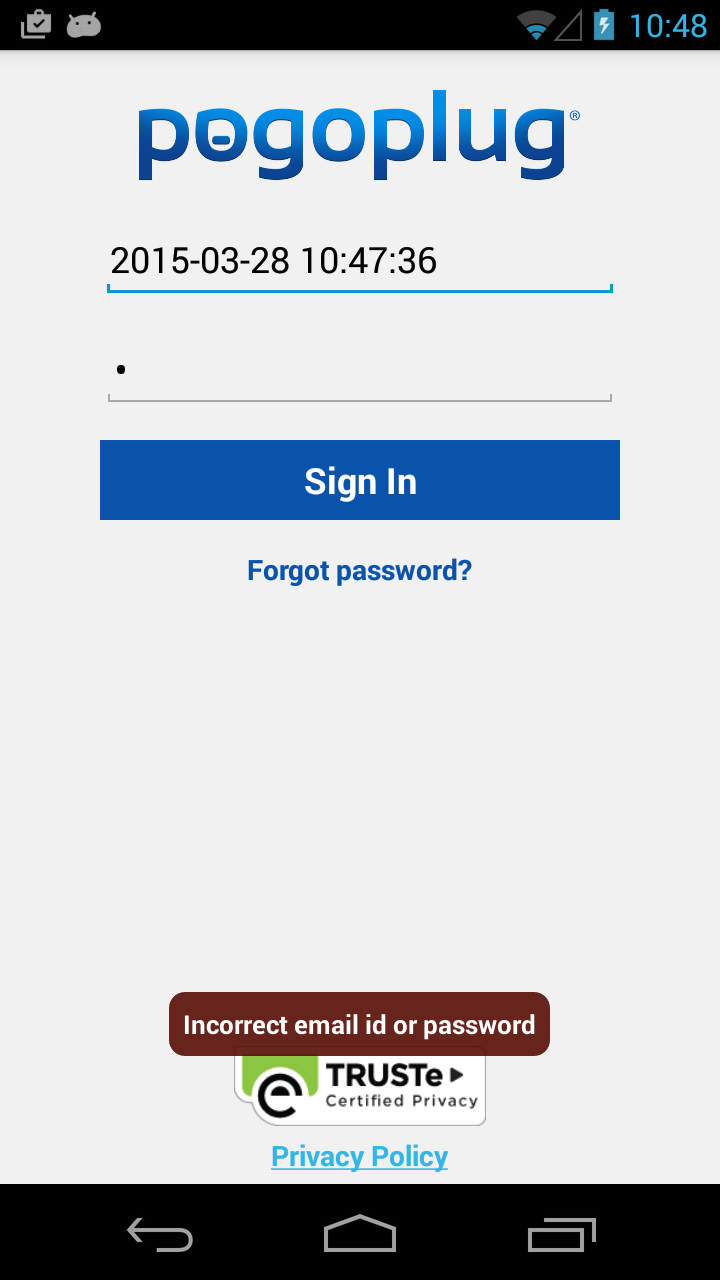 10:48
pogoplug®
2015-03-28 10:47:36
•
Sign In
Forgot password?
Incorrect email id or password
TRUSTe
Certified Privacy
Privacy Policy